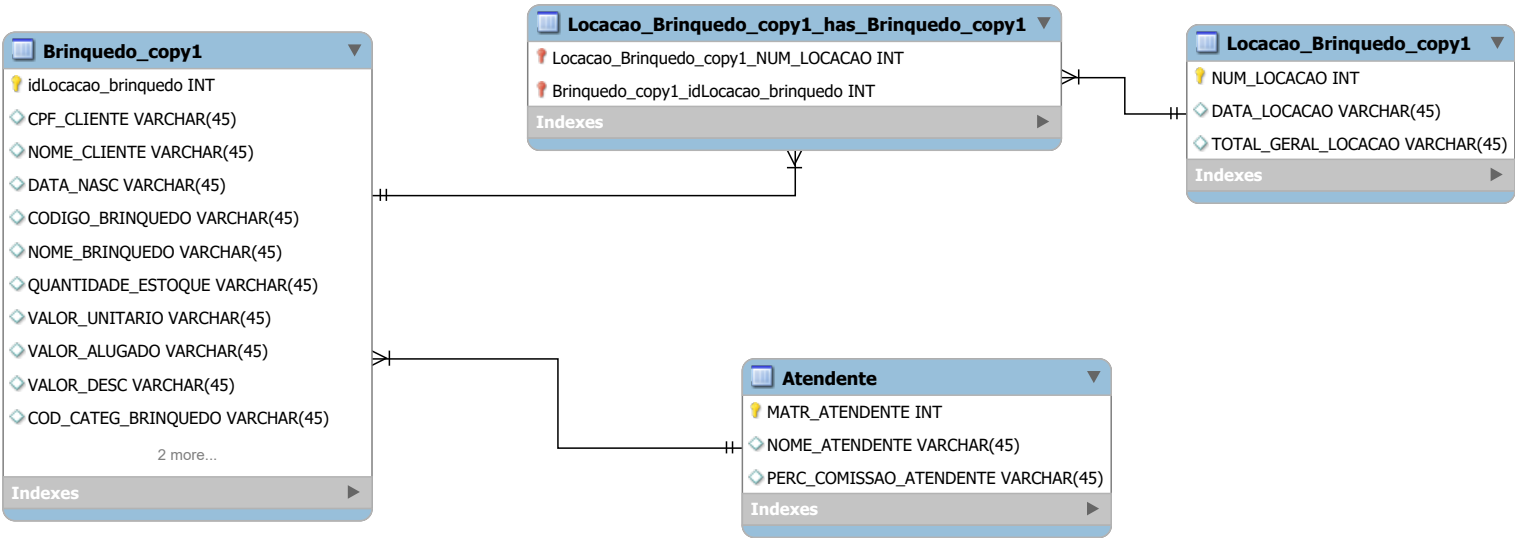 Brinquedo_copy1
idLocacao_brinquedo INT
CPF_CLIENTE VARCHAR(45)
NOME_CLIENTE VARCHAR(45)
DATA_NASC VARCHAR(45)
CODIGO_BRINQUEDO VARCHAR(45)
NOME_BRINQUEDO VARCHAR(45)
QUANTIDADE_ESTOQUE VARCHAR(45)
VALOR_UNITARIO VARCHAR(45)
VALOR_ALUGADO VARCHAR(45)
VALOR_DESC VARCHAR(45)
COD_CATEG_BRINQUEDO VARCHAR(45)
2 more...
Indexes
Locacao_Brinquedo_copy1_has_Brinquedo_copy1
Locacao_Brinquedo_copy1_NUM_LOCACAO INT
Brinquedo_copy1_idLocacao_brinquedo INT
Indexes
Locacao_Brinquedo_copy1
NUM_LOCACAO INT
DATA_LOCACAO VARCHAR(45)
TOTAL_GERAL_LOCACAO VARCHAR(45)
Indexes
Atendente
MATR_ATENDENTE INT
NOME_ATENDENTE VARCHAR(45)
PERC_COMISSAO_ATENDENTE VARCHAR(45)
Indexes